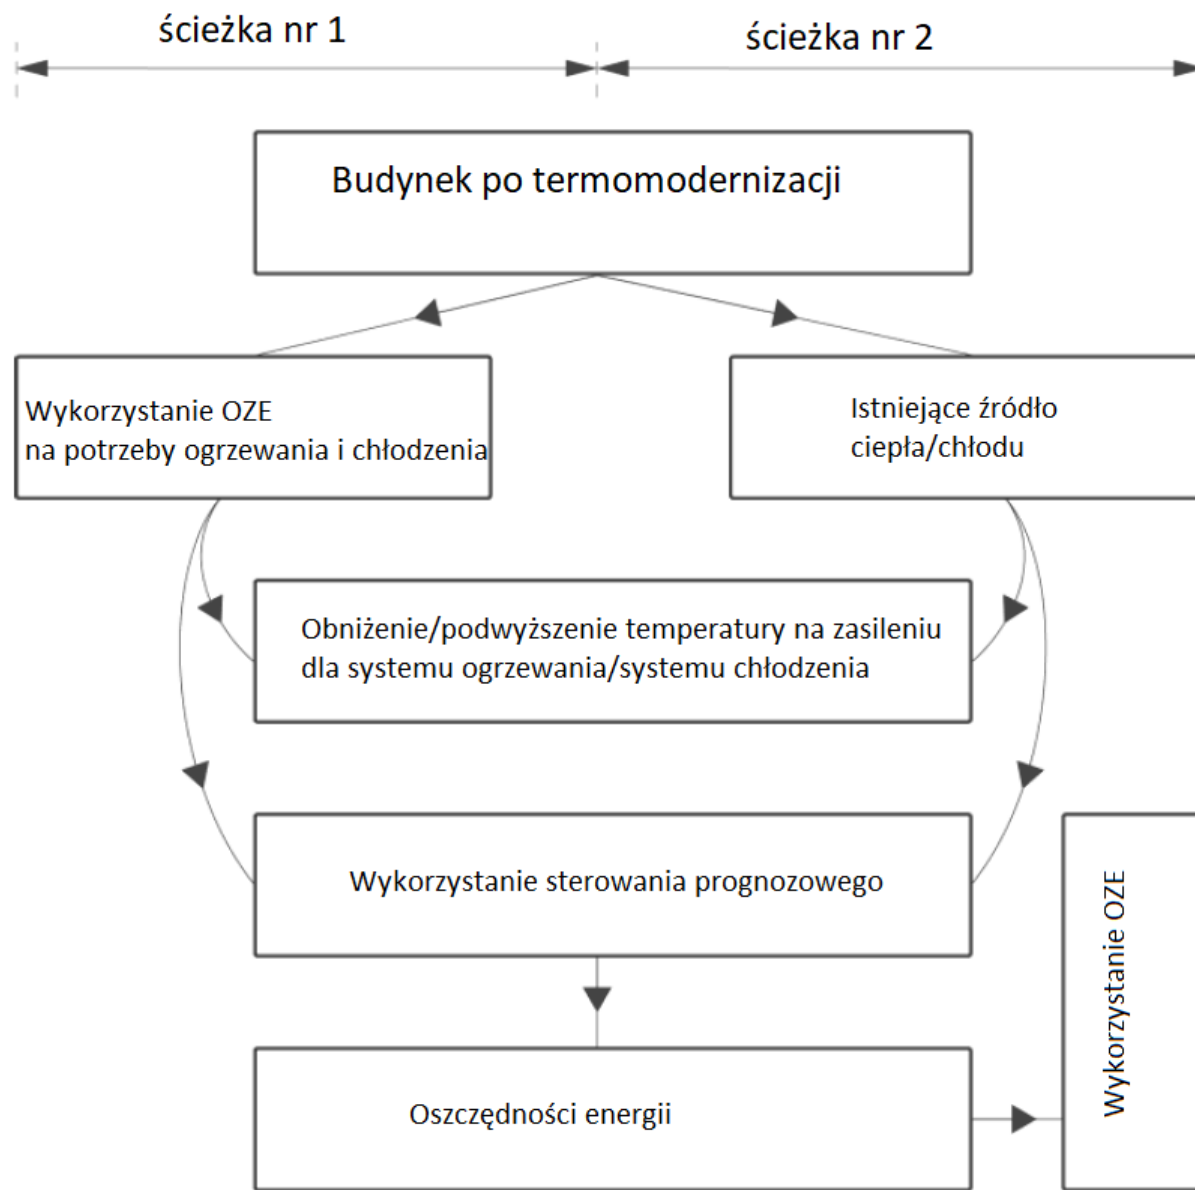 ścieżka nr 1
ścieżka nr 2
Budynek po termomodernizacji
Wykorzystanie OZE
na potrzeby ogrzewania i chłodzenia
Istniejące źródło
ciepła/chłodu
Obniżenie/podwyższenie temperatury na zasileniu
dla systemu ogrzewania/systemu chłodzenia
Wykorzystanie sterowania prognozowego
Wykorzystanie OZE
Oszczędności energii